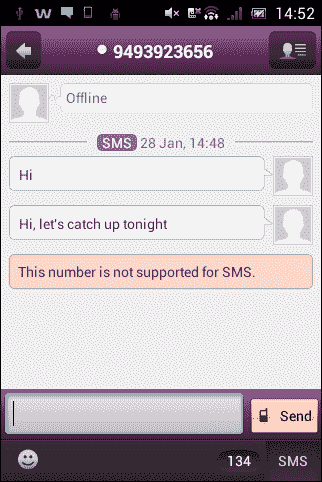 14:52
9493923656
Offline
SMS 28 Jan, 14:48
Hi
Hi, let's catch up tonight
This number is not supported for SMS.
Send
134 SMS